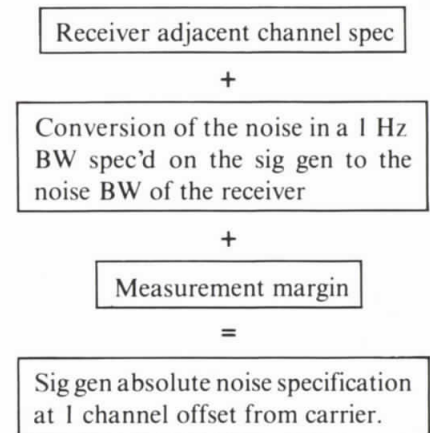 Receiver adjacent channel spec
+
Conversion of the noise in a 1 Hz
BW spec'd on the sig gen to the
noise BW of the receiver
+
Measurement margin
=
Sig gen absolute noise specification
at 1 channel offset from carrier.